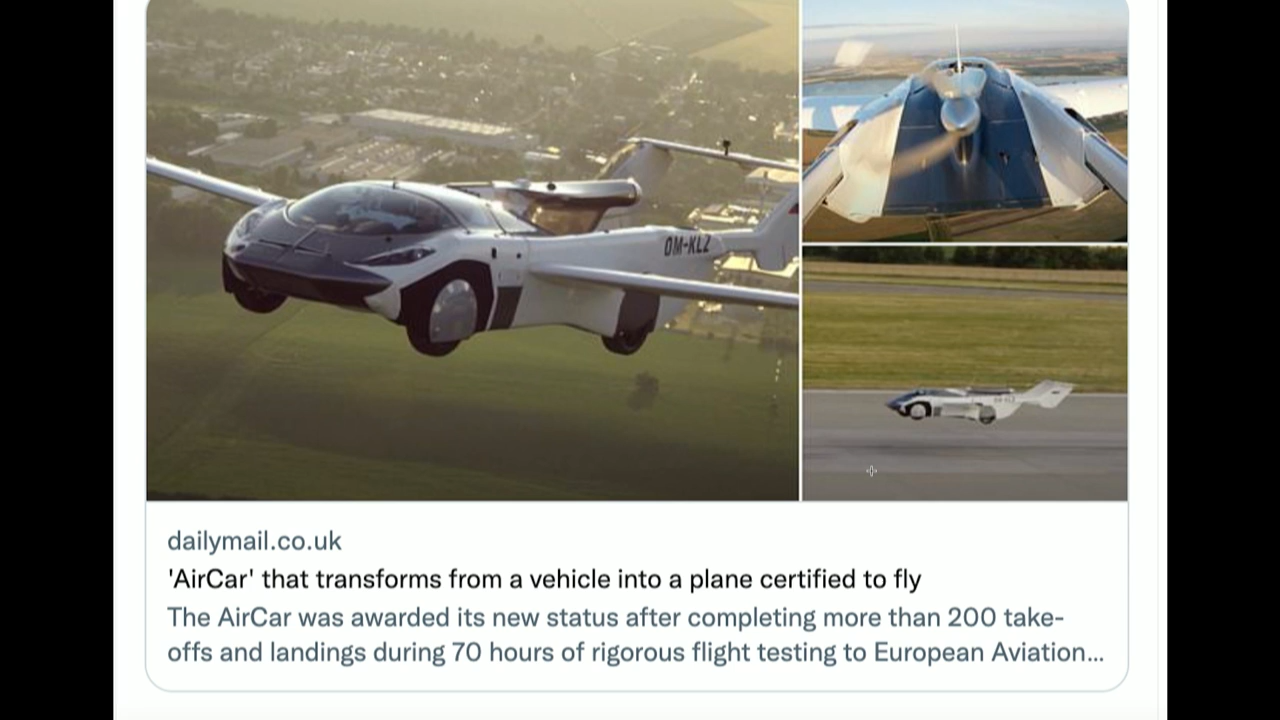 OM-KLZ
dailymail.co.uk
'AirCar' that transforms from a vehicle into a plane certified to fly
The AirCar was awarded its new status after completing more than 200 take-
offs and landings during 70 hours of rigorous flight testing to European Aviation...